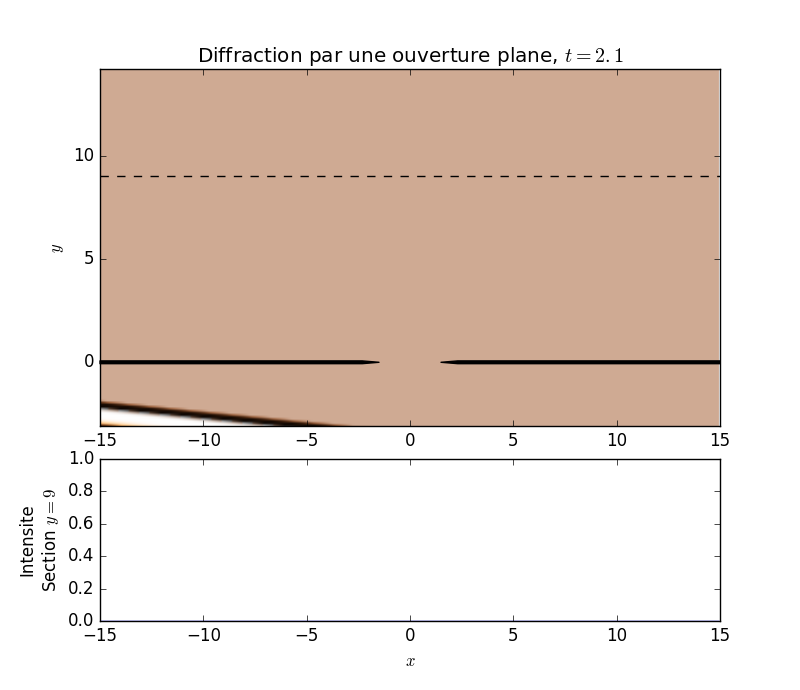 Diffraction par une ouverture plane, t = 2.1
10
5
0
y
−15 −10 −5 0 5 10 15
1.0
0.8
0.6
0.4
0.2
0.0
Intensite
Section y = 9
−15 −10 −5 0 5 10 15
x